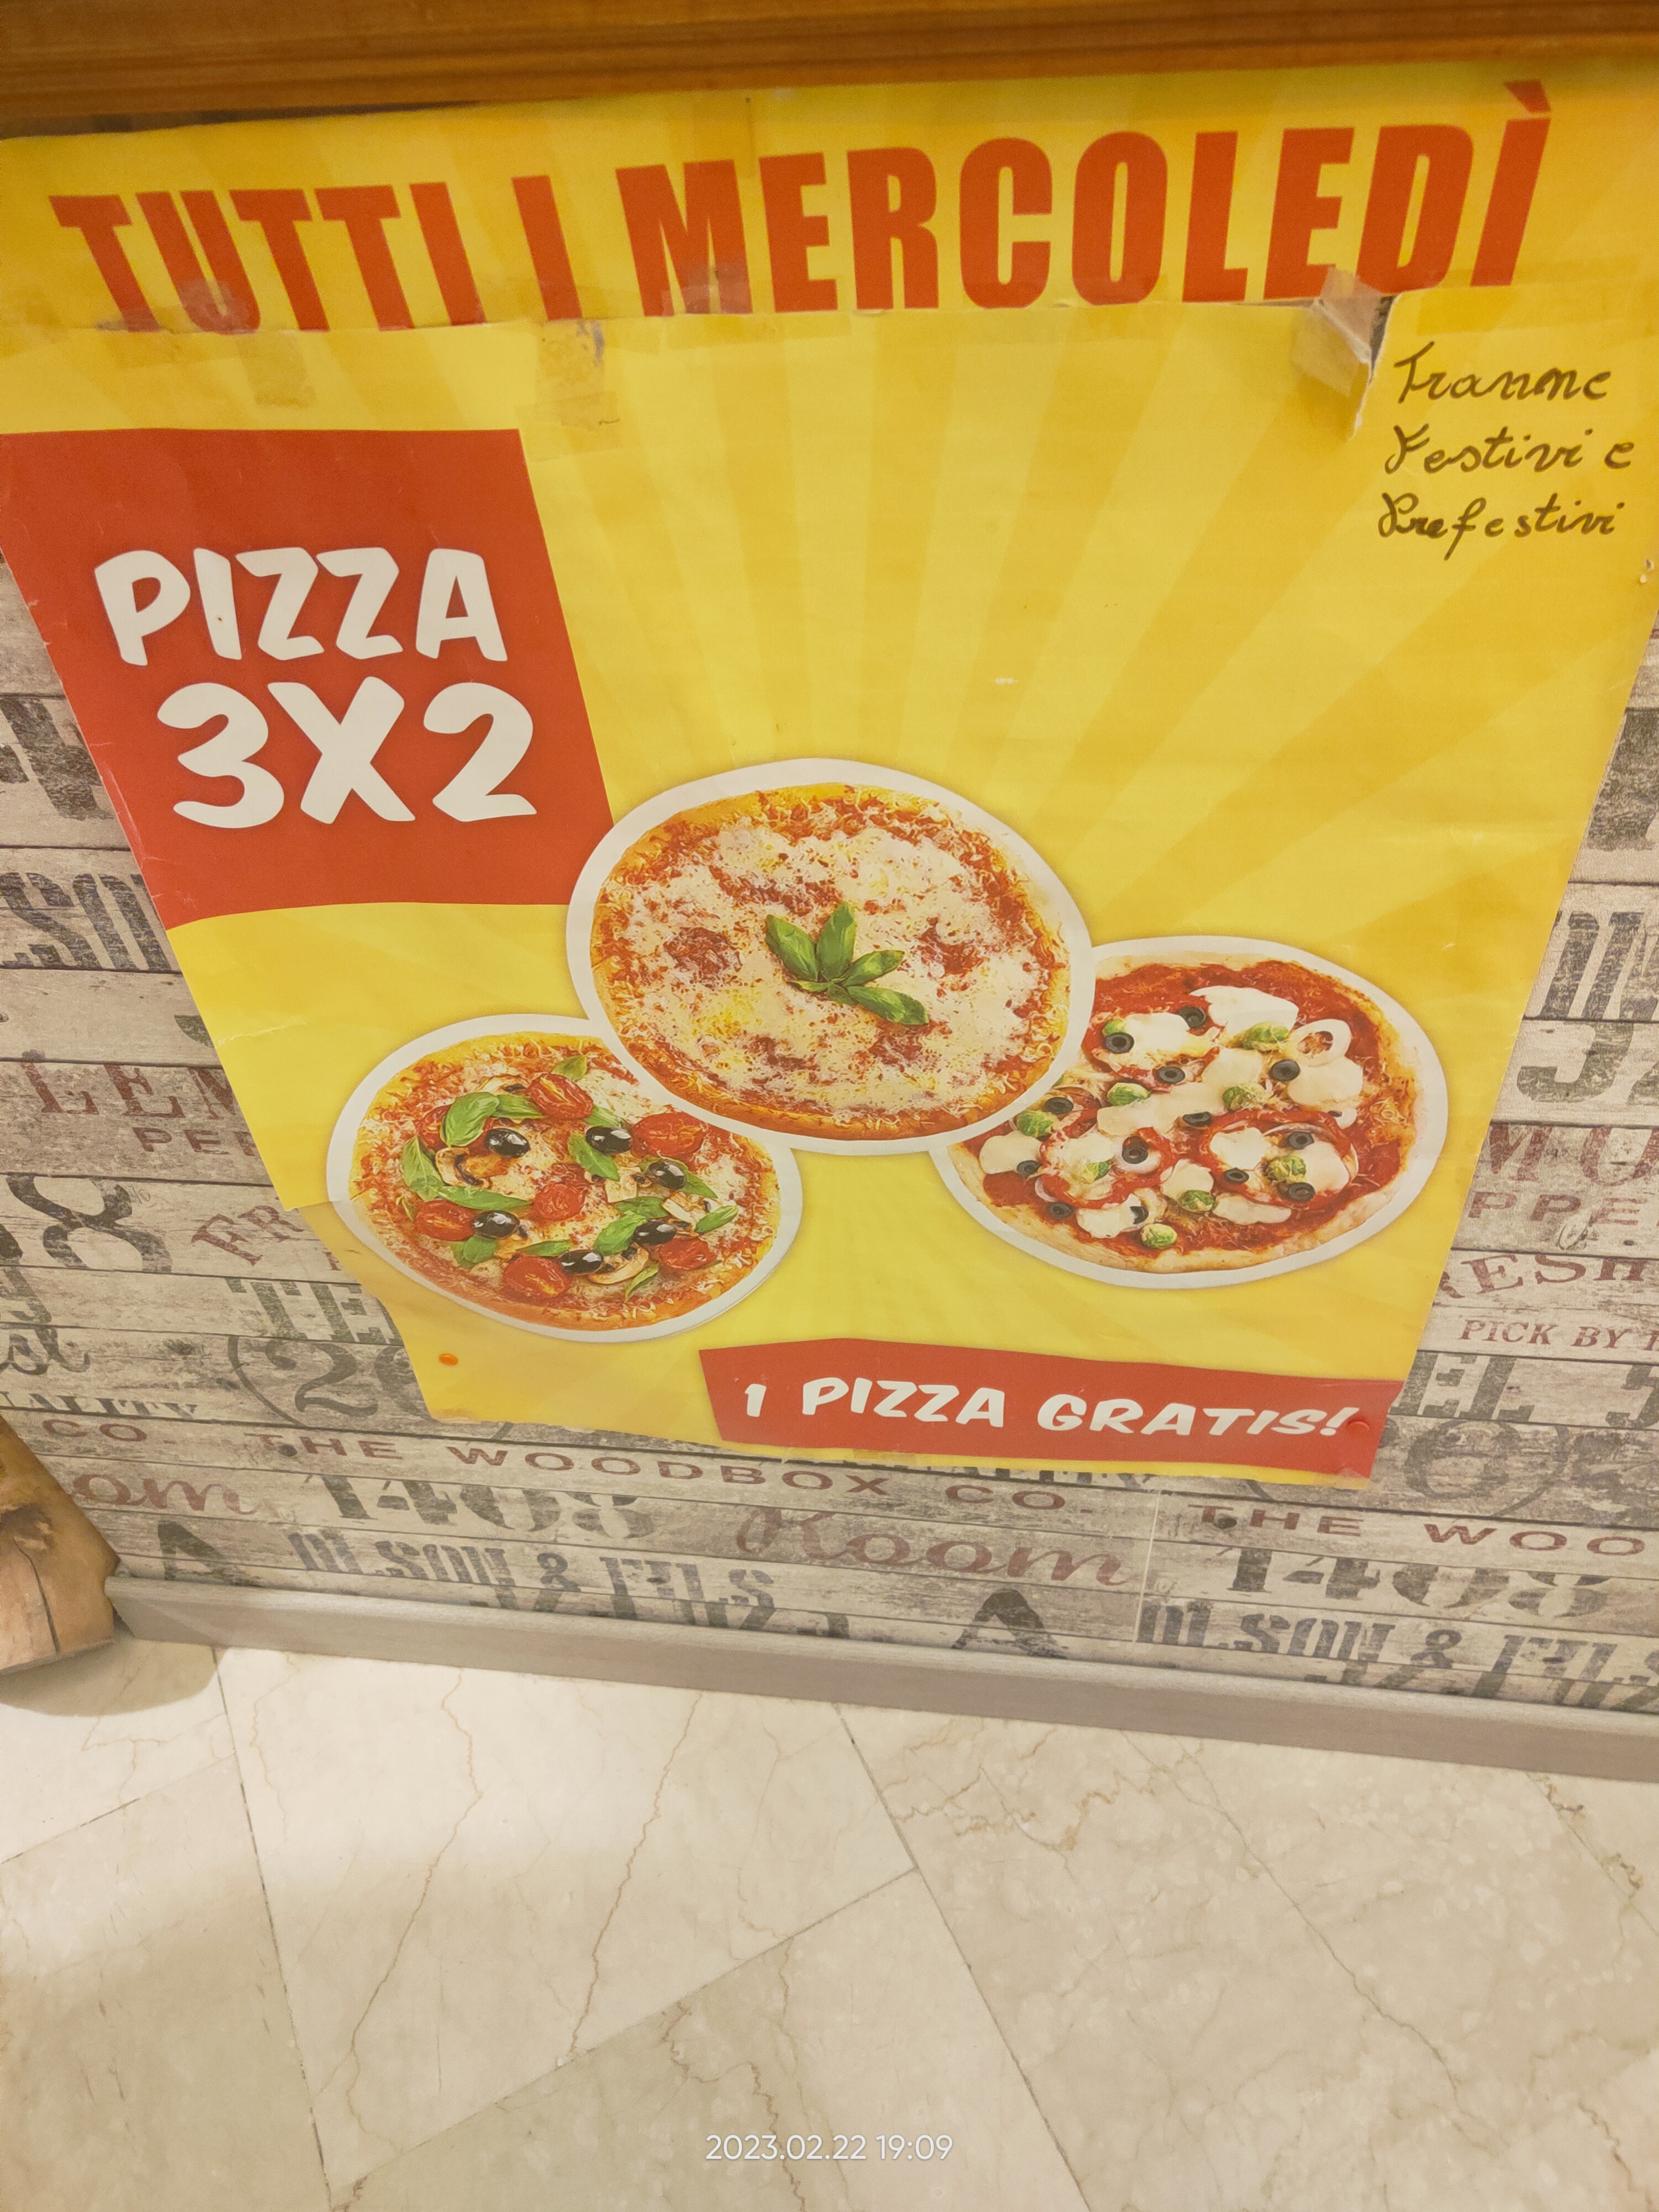 TUTTI I MERCOLEDÌ
Tranne
Festivi e
Prefestivi
PIZZA
3X2
1 PIZZA GRATIS!
PICK BY
CO. THE WOODBOX CO. THE WOO
1408 Room 1408
OLSON & FILS OLSON & FILS
2023.02.22 19:09